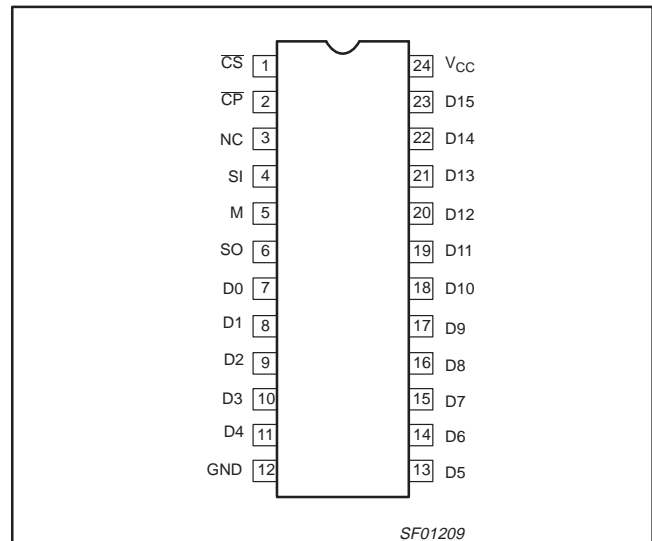 C̅S̅ 1 24 VCC
C̅P̅ 2 23 D15
NC 3 22 D14
SI 4 21 D13
M 5 20 D12
SO 6 19 D11
D0 7 18 D10
D1 8 17 D9
D2 9 16 D8
D3 10 15 D7
D4 11 14 D6
GND 12 13 D5
SF01209